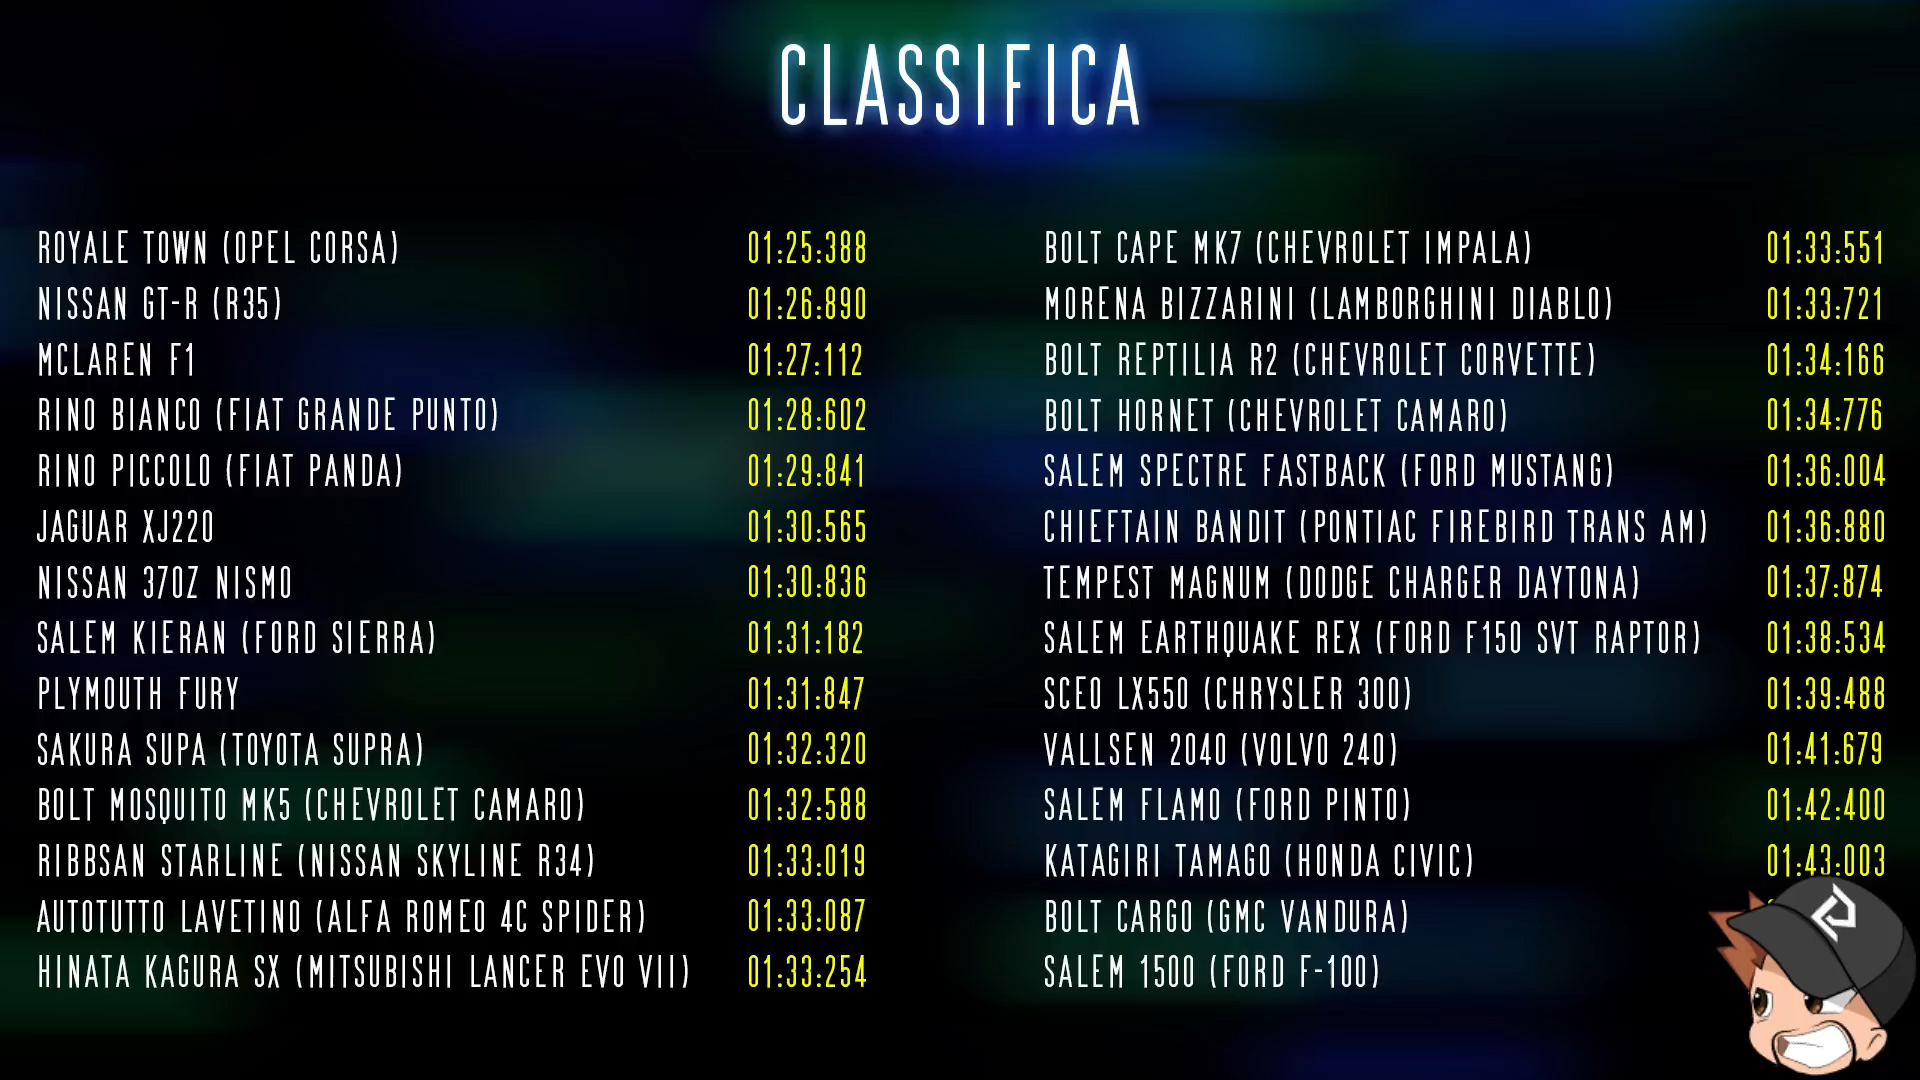 CLASSIFICA
ROYALE TOWN (OPEL CORSA) 01:25:388
NISSAN GT-R (R35) 01:26:890
MCLAREN F1 01:27:112
RINO BIANCO (FIAT GRANDE PUNTO) 01:28:602
RINO PICCOLO (FIAT PANDA) 01:29:841
JAGUAR XJ220 01:30:565
NISSAN 370Z NISMO 01:30:836
SALEM KIERAN (FORD SIERRA) 01:31:182
PLYMOUTH FURY 01:31:847
SAKURA SUPA (TOYOTA SUPRA) 01:32:320
BOLT MOSQUITO MK5 (CHEVROLET CAMARO) 01:32:588
RIBBSAN STARLINE (NISSAN SKYLINE R34) 01:33:019
AUTOTUTTO LAVETINO (ALFA ROMEO 4C SPIDER) 01:33:087
HINATA KAGURA SX (MITSUBISHI LANCER EVO VII) 01:33:254
BOLT CAPE MK7 (CHEVROLET IMPALA) 01:33:551
MORENA BIZZARINI (LAMBORGHINI DIABLO) 01:33:721
BOLT REPTILIA R2 (CHEVROLET CORVETTE) 01:34:166
BOLT HORNET (CHEVROLET CAMARO) 01:34:776
SALEM SPECTRE FASTBACK (FORD MUSTANG) 01:36:004
CHIEFTAIN BANDIT (PONTIAC FIREBIRD TRANS AM) 01:36:880
TEMPEST MAGNUM (DODGE CHARGER DAYTONA) 01:37:874
SALEM EARTHQUAKE REX (FORD F150 SVT RAPTOR) 01:38:534
SCEO LX550 (CHRYSLER 300) 01:39:488
VALLSEN 2040 (VOLVO 240) 01:41:679
SALEM FLAMO (FORD PINTO) 01:42:400
KATAGIRI TAMAGO (HONDA CIVIC) 01:43:003
BOLT CARGO (GMC VANDURA)
SALEM 1500 (FORD F-100)